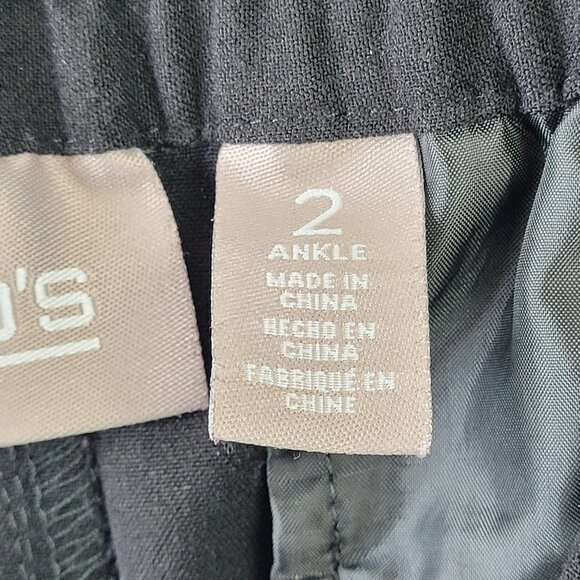 'S
2
ANKLE
MADE IN
CHINA
HECHO EN
CHINA
FABRIQUÉ EN
CHINE